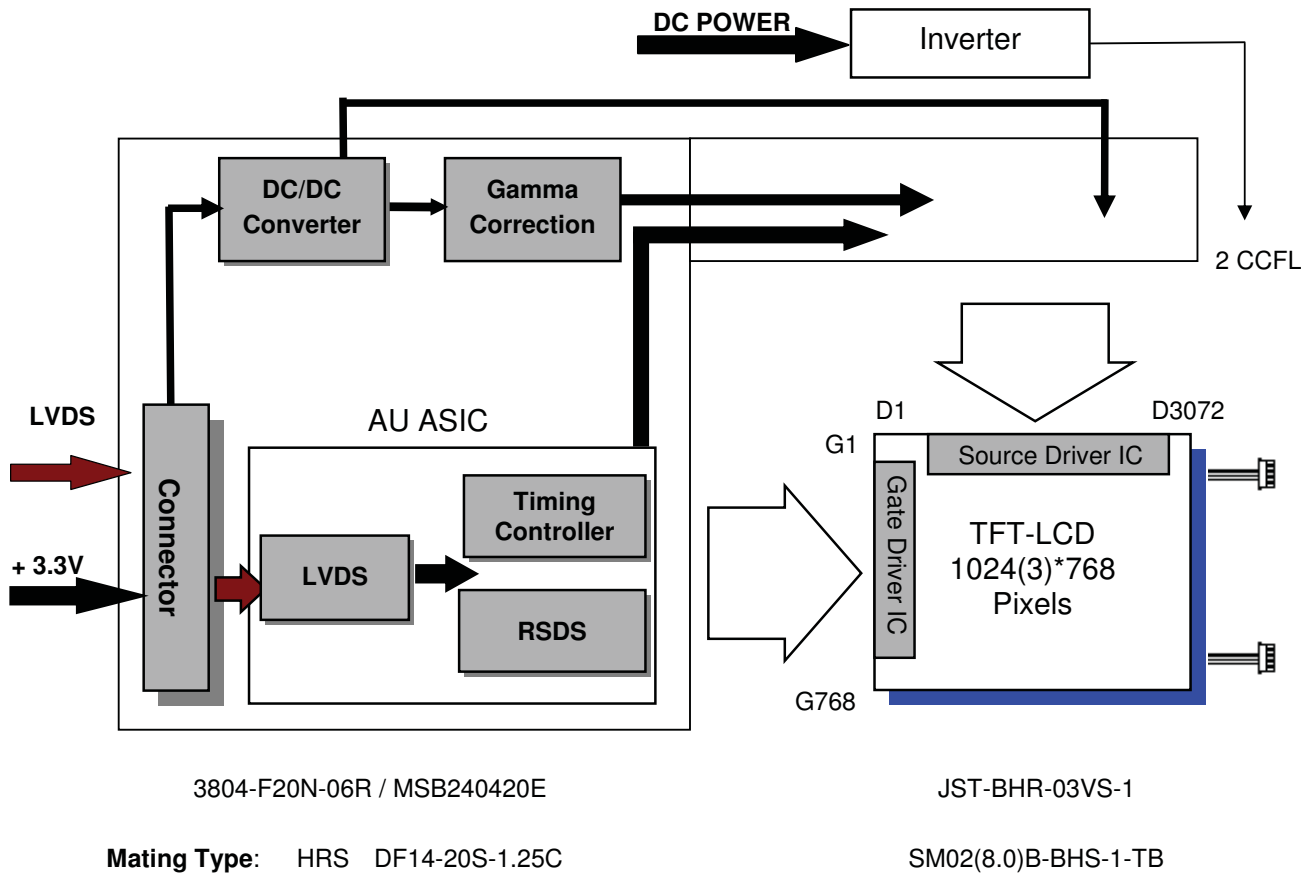 DC POWER
Inverter
DC/DC
Converter
Gamma
Correction
2 CCFL
LVDS
+ 3.3V
Connector
AU ASIC
LVDS
Timing
Controller
RSDS
D1
D3072
G1
Source Driver IC
Gate Driver IC
TFT-LCD
1024(3)*768
Pixels
G768
3804-F20N-06R / MSB240420E
JST-BHR-03VS-1
Mating Type: HRS DF14-20S-1.25C
SM02(8.0)B-BHS-1-TB